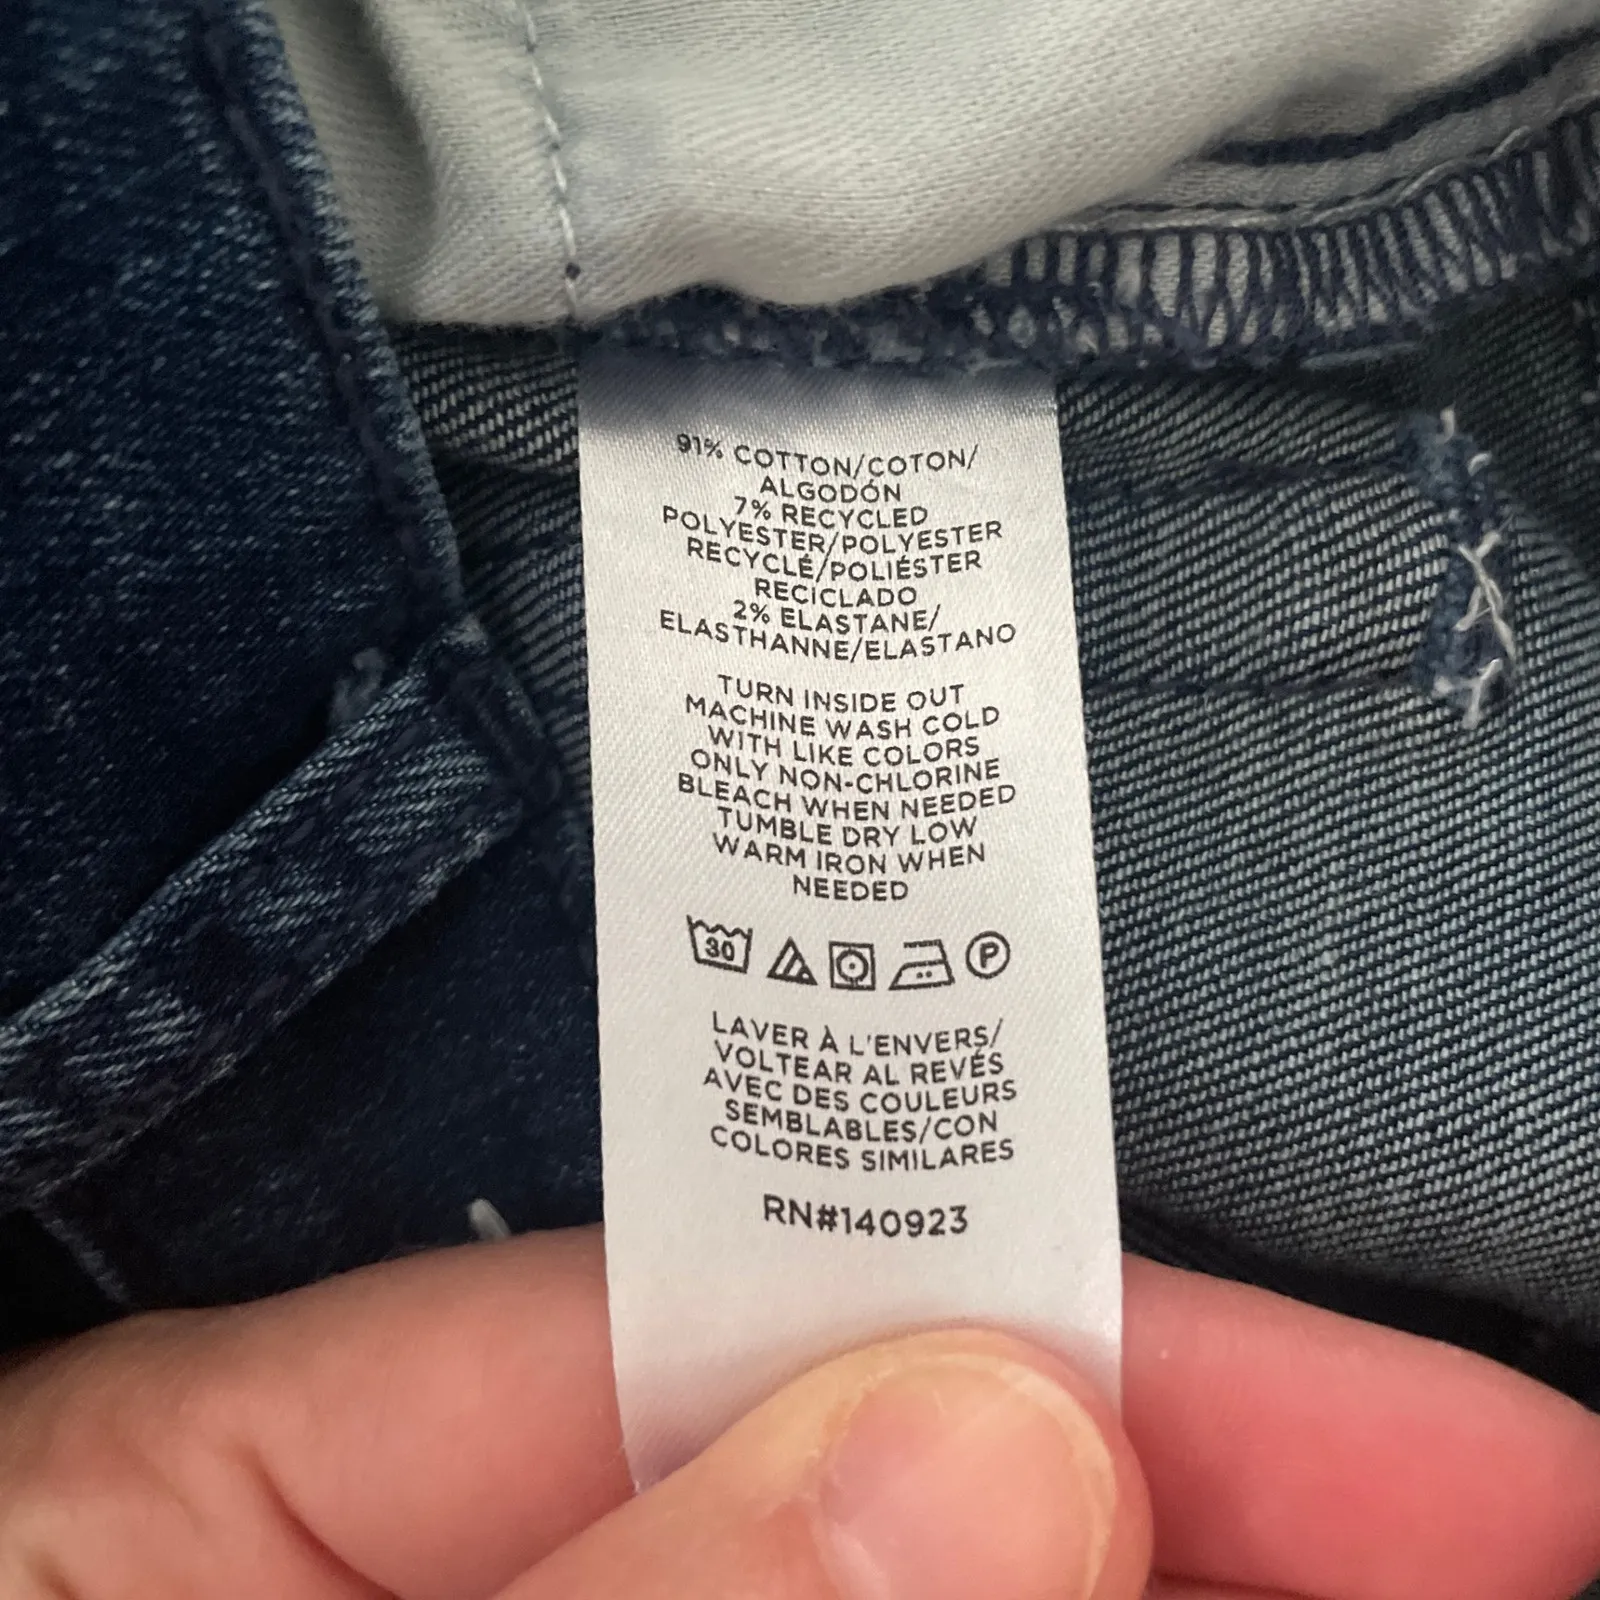 91% COTTON/COTON/
ALGODÓN
7% RECYCLED
POLYESTER/POLYESTER
RECYCLÉ/POLIÉSTER
RECICLADO
2% ELASTANE/
ELASTHANNE/ELASTANO
TURN INSIDE OUT
MACHINE WASH COLD
WITH LIKE COLORS
ONLY NON-CHLORINE
BLEACH WHEN NEEDED
TUMBLE DRY LOW
WARM IRON WHEN
NEEDED
30 P
LAVER À L'ENVERS/
VOLTEAR AL REVÉS
AVEC DES COULEURS
SEMBLABLES/CON
COLORES SIMILARES
RN#140923